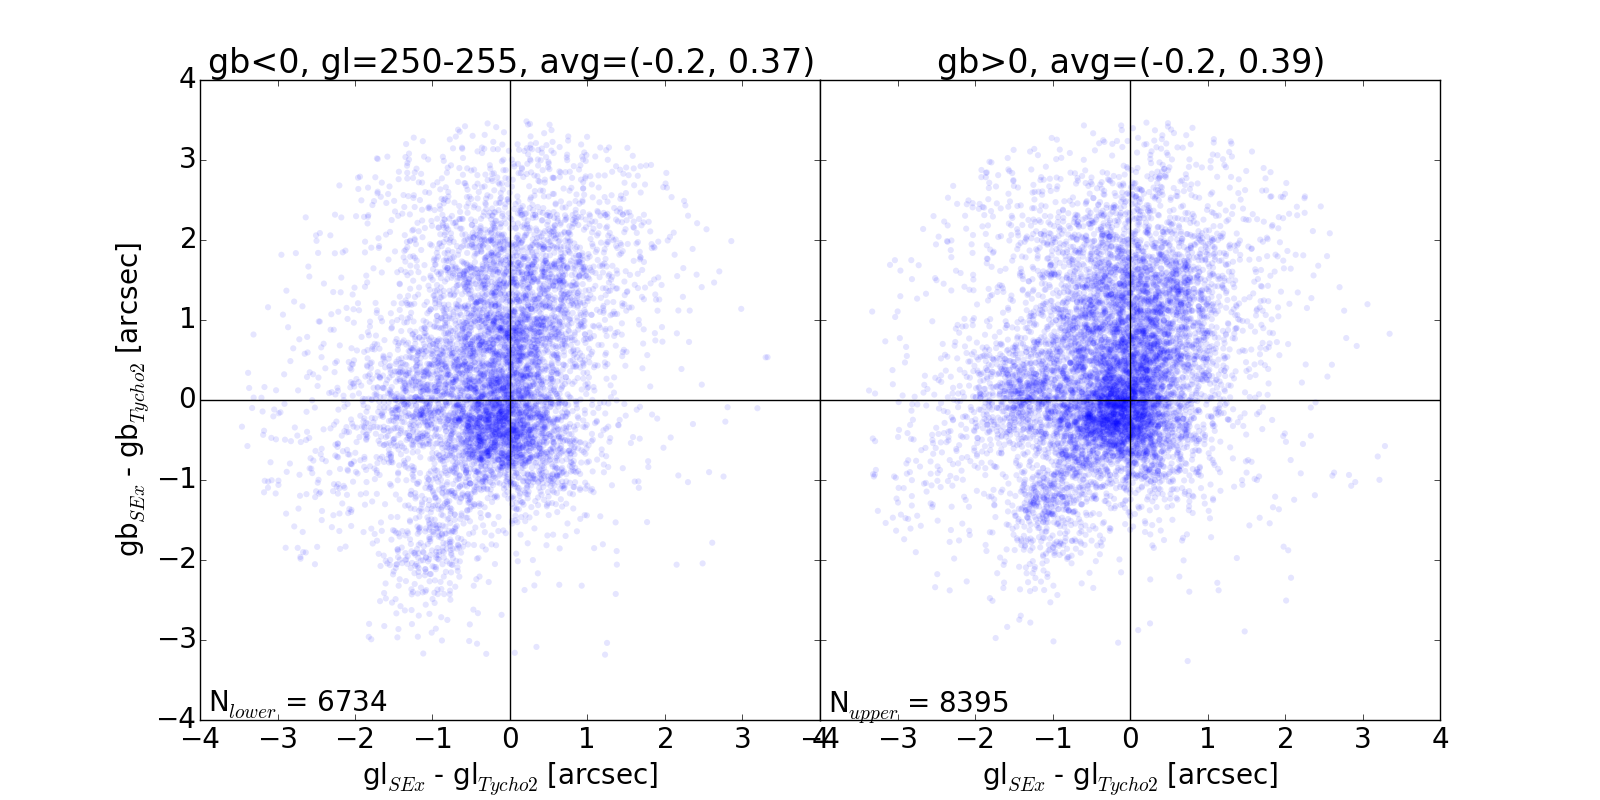 gb<0, gl=250-255, avg=(-0.2, 0.37)
gb>0, avg=(-0.2, 0.39)
4
3
2
1
0
−1
−2
−3
−4
gb_SEx - gb_Tycho2 [arcsec]
N_lower = 6734
N_upper = 8395
−4 −3 −2 −1 0 1 2 3 4
−4 −3 −2 −1 0 1 2 3 4
gl_SEx - gl_Tycho2 [arcsec]
gl_SEx - gl_Tycho2 [arcsec]